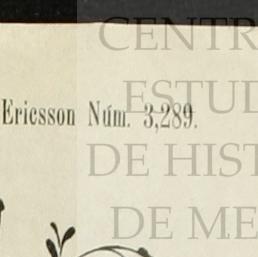 CENTR
Ericsson Núm. 3,289.
ESTUD
DE HIST
DE ME